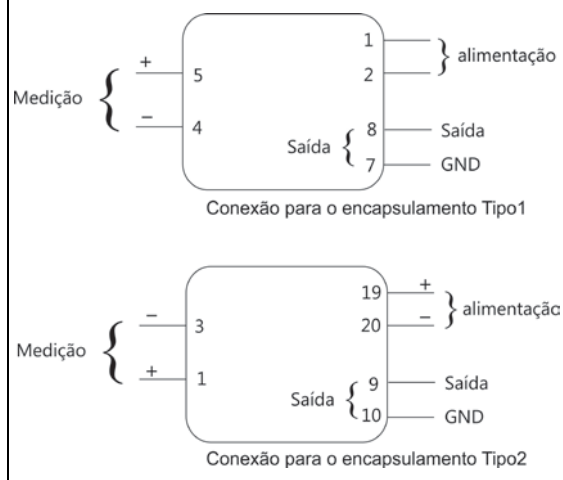 1
alimentação
+
5
2
Medição
−
4
8
Saída
Saída
7
GND
Conexão para o encapsulamento Tipo1
19
+
alimentação
−
3
20
−
Medição
+
1
9
Saída
Saída
10
GND
Conexão para o encapsulamento Tipo2